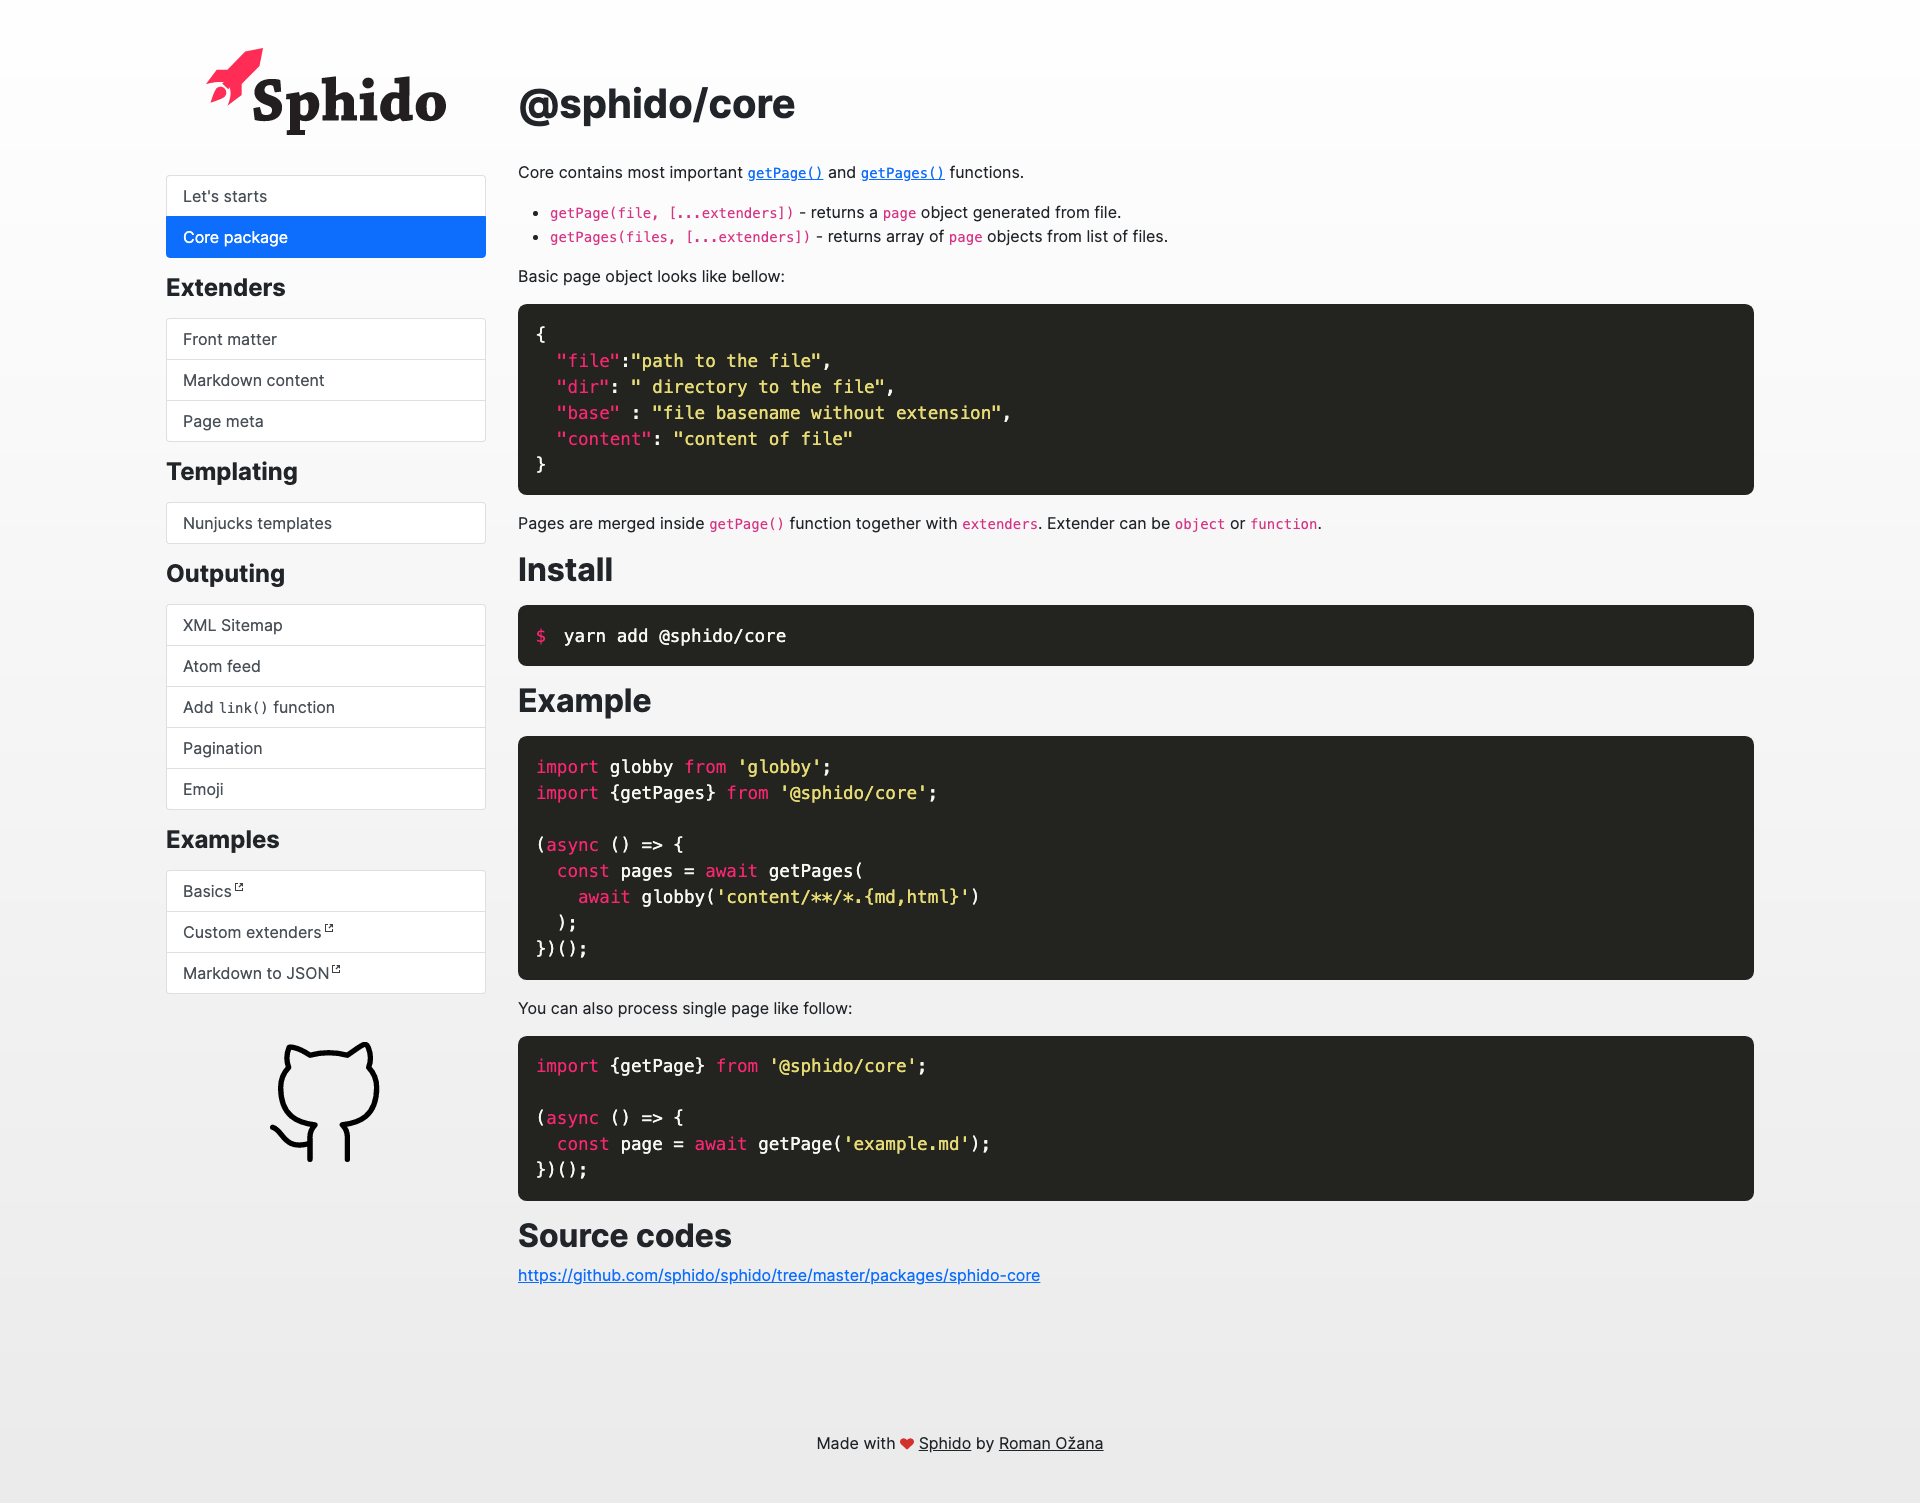 Sphido
Let's starts
Core package
Extenders
Front matter
Markdown content
Page meta
Templating
Nunjucks templates
Outputing
XML Sitemap
Atom feed
Add link() function
Pagination
Emoji
Examples
Basics
Custom extenders
Markdown to JSON
@sphido/core
Core contains most important getPage() and getPages() functions.
getPage(file, [...extenders]) - returns a page object generated from file.
getPages(files, [...extenders]) - returns array of page objects from list of files.
Basic page object looks like bellow:
{
  "file":"path to the file",
  "dir": " directory to the file",
  "base" : "file basename without extension",
  "content": "content of file"
}
Pages are merged inside getPage() function together with extenders. Extender can be object or function.
Install
$ yarn add @sphido/core
Example
import globby from 'globby';
import {getPages} from '@sphido/core';
(async () => {
  const pages = await getPages(
    await globby('content/**/*.{md,html}')
  );
})();
You can also process single page like follow:
import {getPage} from '@sphido/core';
(async () => {
  const page = await getPage('example.md');
})();
Source codes
https://github.com/sphido/sphido/tree/master/packages/sphido-core
Made with ❤ Sphido by Roman Ožana